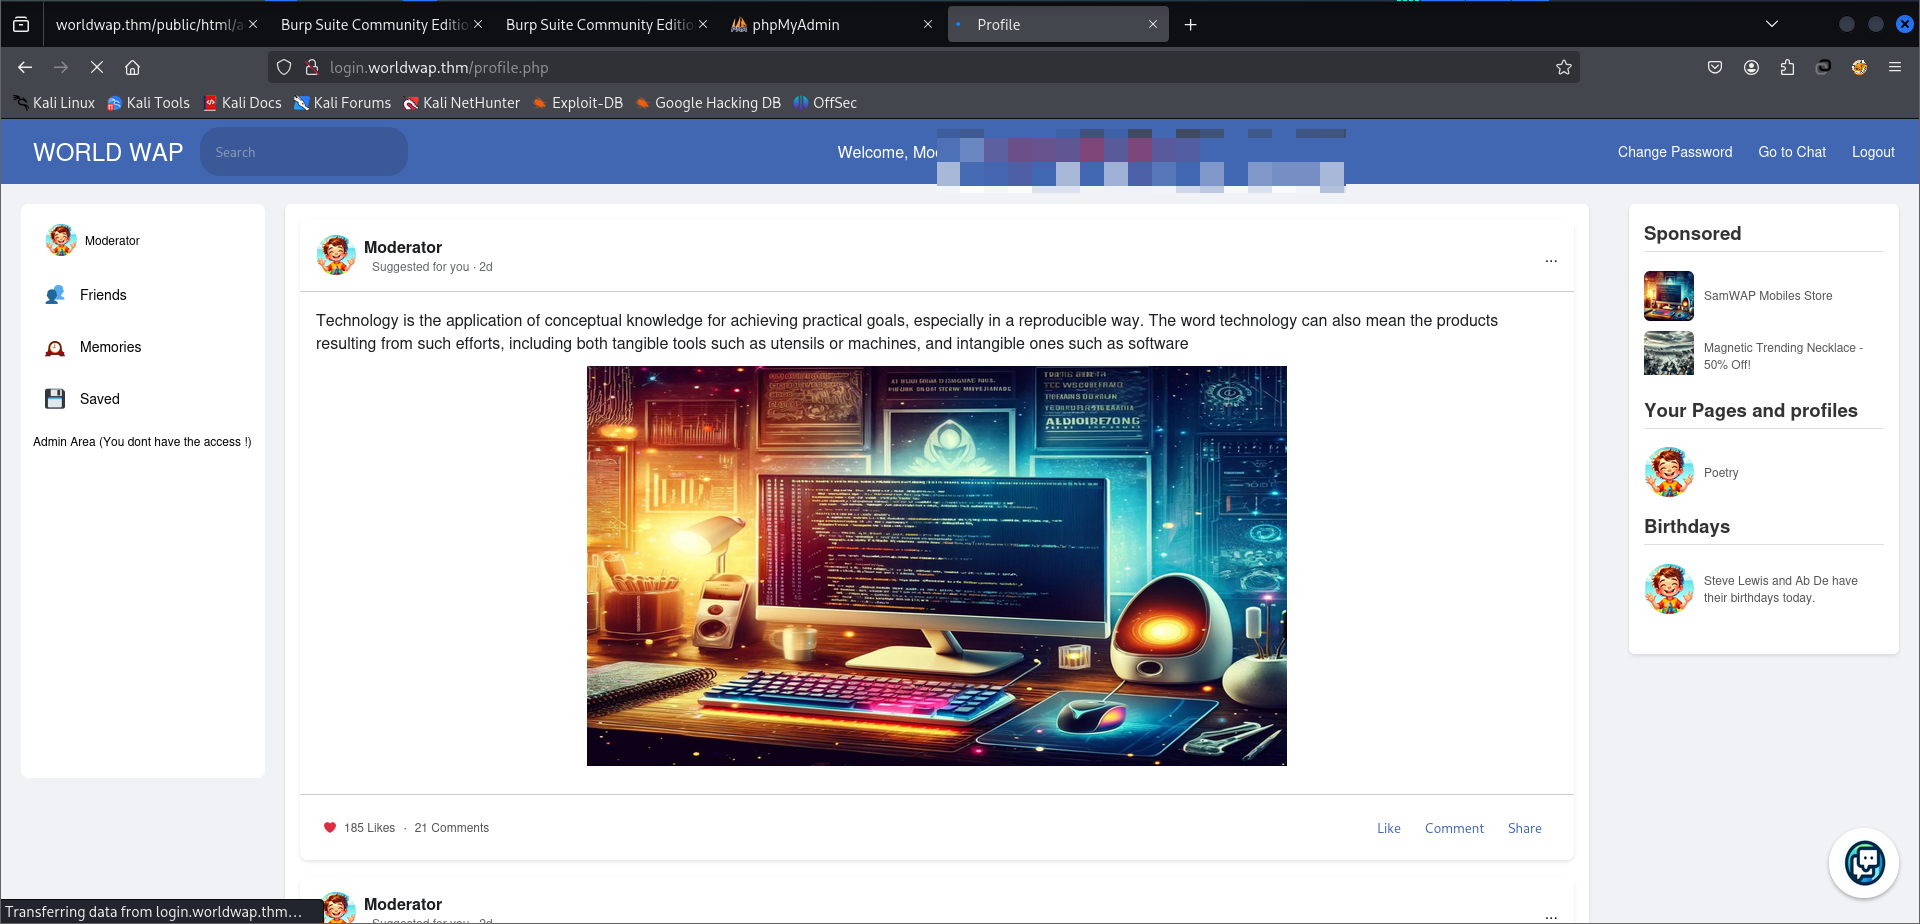 worldwap.thm/public/html/a
Burp Suite Community Editio
Burp Suite Community Editio
phpMyAdmin
Profile
login.worldwap.thm/profile.php
Kali Linux
Kali Tools
Kali Docs
Kali Forums
Kali NetHunter
Exploit-DB
Google Hacking DB
OffSec
WORLD WAP
Search
Welcome, Mod
Change Password
Go to Chat
Logout
Moderator
Friends
Memories
Saved
Admin Area (You dont have the access !)
Moderator
Suggested for you · 2d
...
Technology is the application of conceptual knowledge for achieving practical goals, especially in a reproducible way. The word technology can also mean the products
resulting from such efforts, including both tangible tools such as utensils or machines, and intangible ones such as software
185 Likes · 21 Comments
Like
Comment
Share
Moderator
Suggested for you · 2d
...
Sponsored
SamWAP Mobiles Store
Magnetic Trending Necklace -
50% Off!
Your Pages and profiles
Poetry
Birthdays
Steve Lewis and Ab De have
their birthdays today.
Transferring data from login.worldwap.thm...